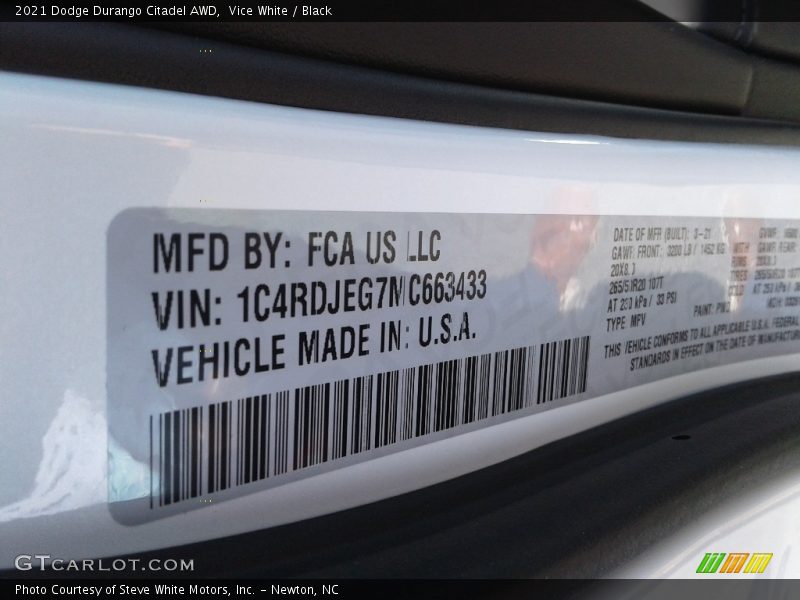 2021 Dodge Durango Citadel AWD, Vice White / Black
MFD BY: FCA US LLC
VIN: 1C4RDJEG7MC663433
VEHICLE MADE IN: U.S.A.
DATE OF MFR (BUILT): 3-21
GAWR: FRONT: 3200 LB / 1452 KG
20X8.0
265/50R20 107T
AT 230 kPa / 33 PSI
TYPE: MPV
PAINT:
THIS VEHICLE CONFORMS TO ALL APPLICABLE U.S.A. FEDERAL
STANDARDS IN EFFECT ON THE DATE OF MANUFACTURE
GTCARLOT.COM
Photo Courtesy of Steve White Motors, Inc. – Newton, NC